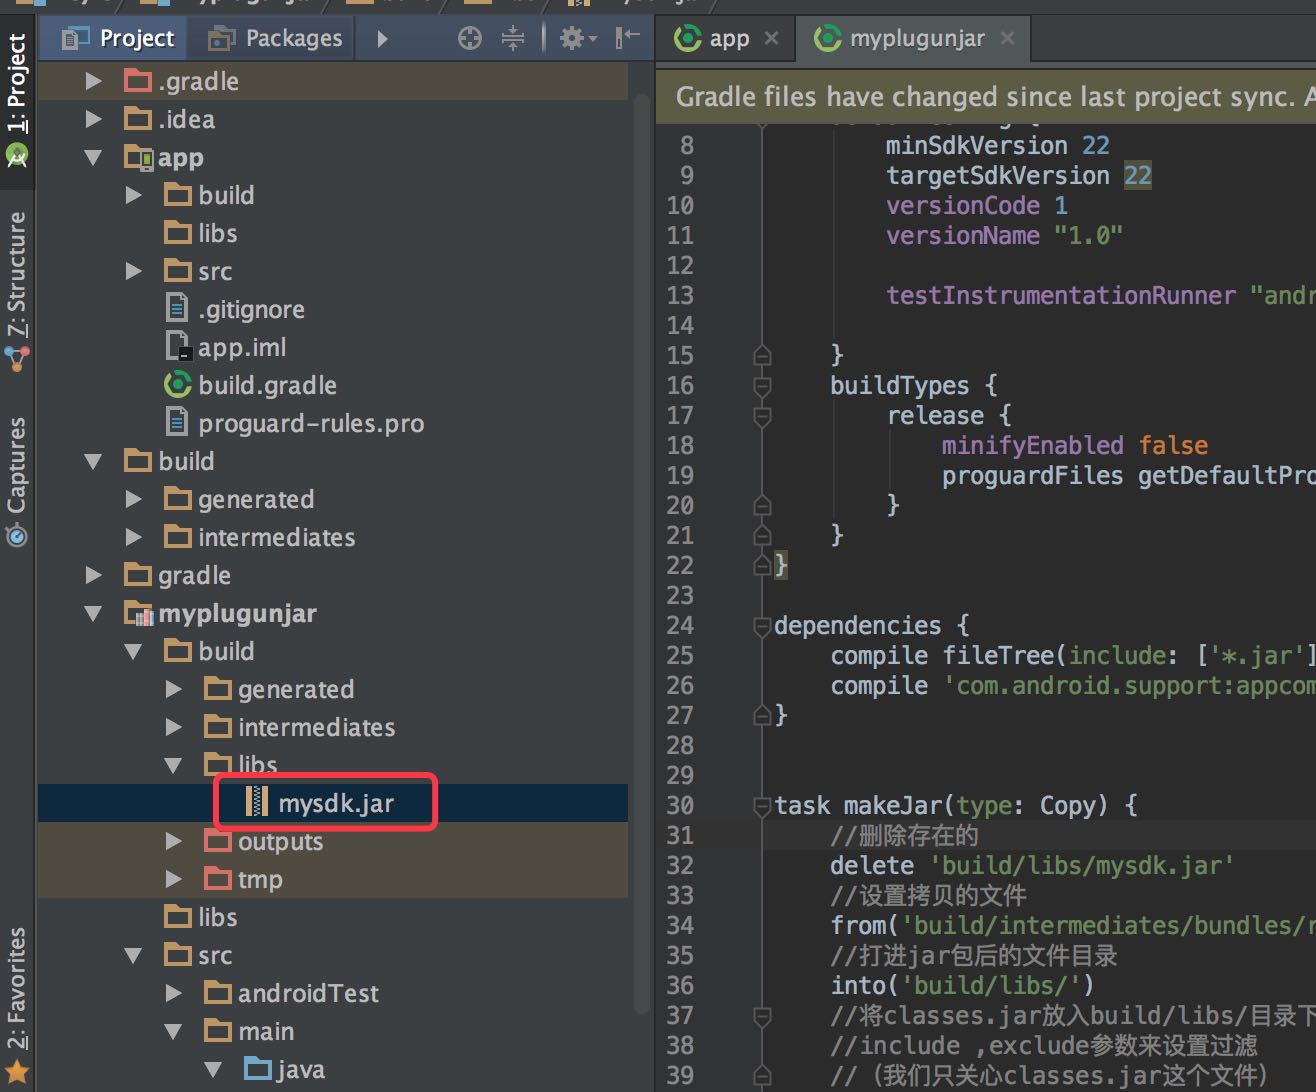 Project
Packages
app
myplugunjar
1: Project
7: Structure
Captures
2: Favorites
.gradle
.idea
app
build
libs
src
.gitignore
app.iml
build.gradle
proguard-rules.pro
build
generated
intermediates
gradle
myplugunjar
build
generated
intermediates
libs
mysdk.jar
outputs
tmp
libs
src
androidTest
main
java
Gradle files have changed since last project sync. A
8 minSdkVersion 22
9 targetSdkVersion 22
10 versionCode 1
11 versionName "1.0"
12
13 testInstrumentationRunner "andr
14
15 }
16 buildTypes {
17 release {
18 minifyEnabled false
19 proguardFiles getDefaultPro
20 }
21 }
22 }
23
24 dependencies {
25 compile fileTree(include: ['*.jar']
26 compile 'com.android.support:appcom
27 }
28
29
30 task makeJar(type: Copy) {
31 //删除存在的
32 delete 'build/libs/mysdk.jar'
33 //设置拷贝的文件
34 from('build/intermediates/bundles/r
35 //打进jar包后的文件目录
36 into('build/libs/')
37 //将classes.jar放入build/libs/目录下
38 //include ,exclude参数来设置过滤
39 //（我们只关心classes.jar这个文件）